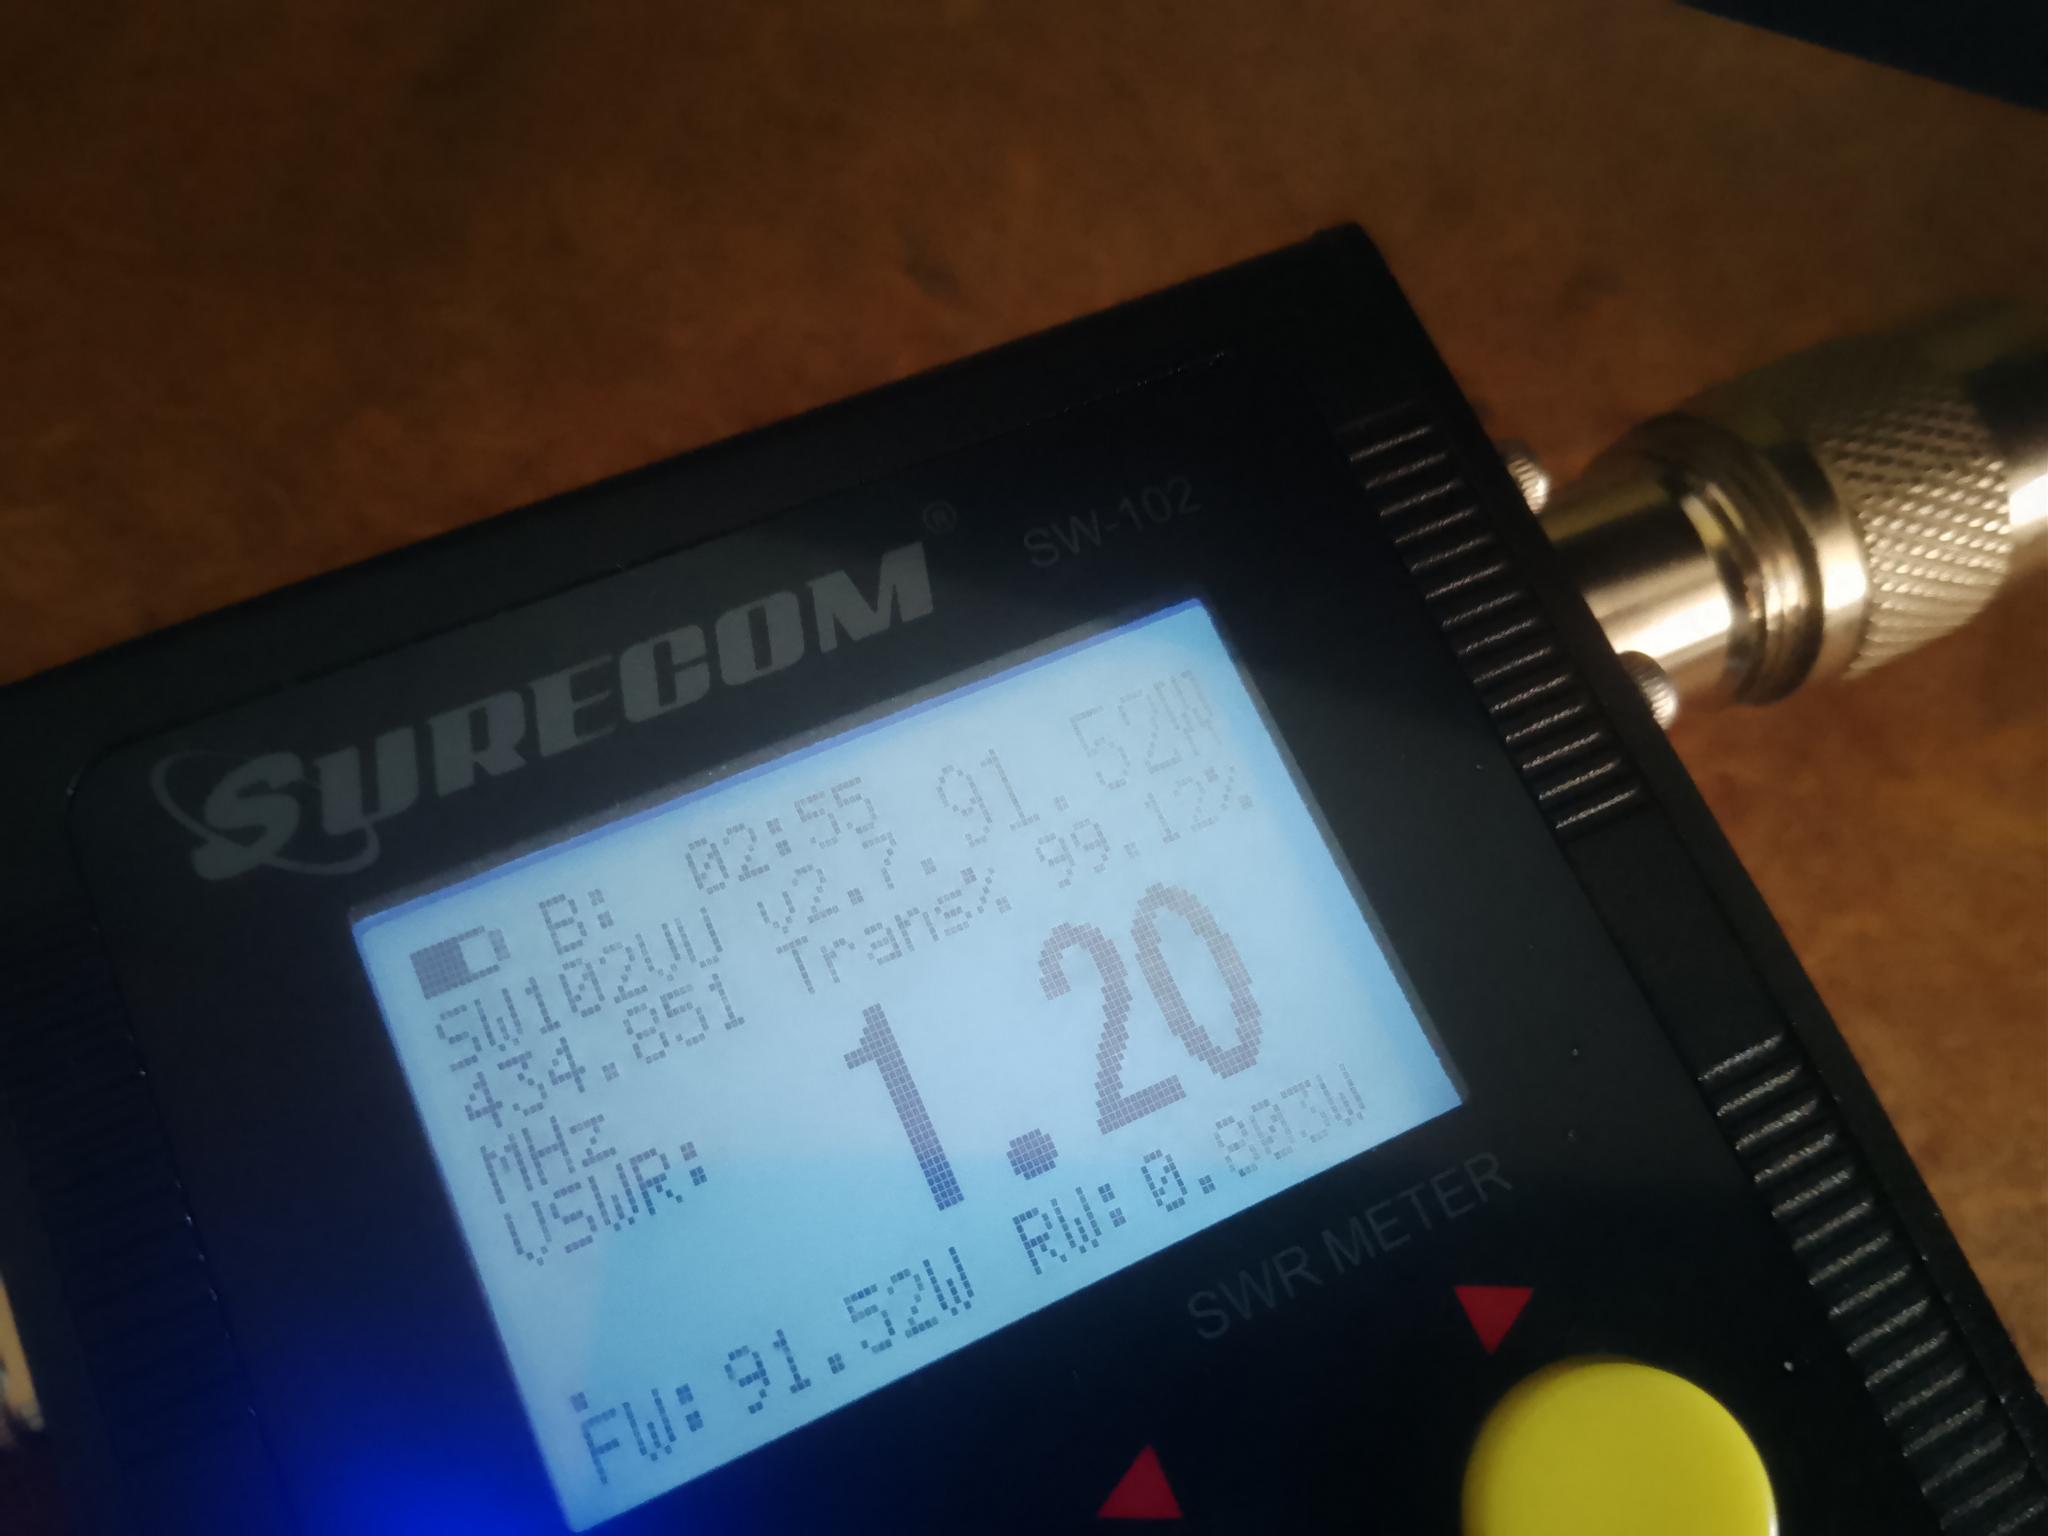 SURECOM® SW-102
B: 02:55 91.52W
SW102VU v2.7.
434.851 Trans/. 99.12%
MHz
VSWR: 1.20
FW: 91.52W RW: 0.803W
SWR METER